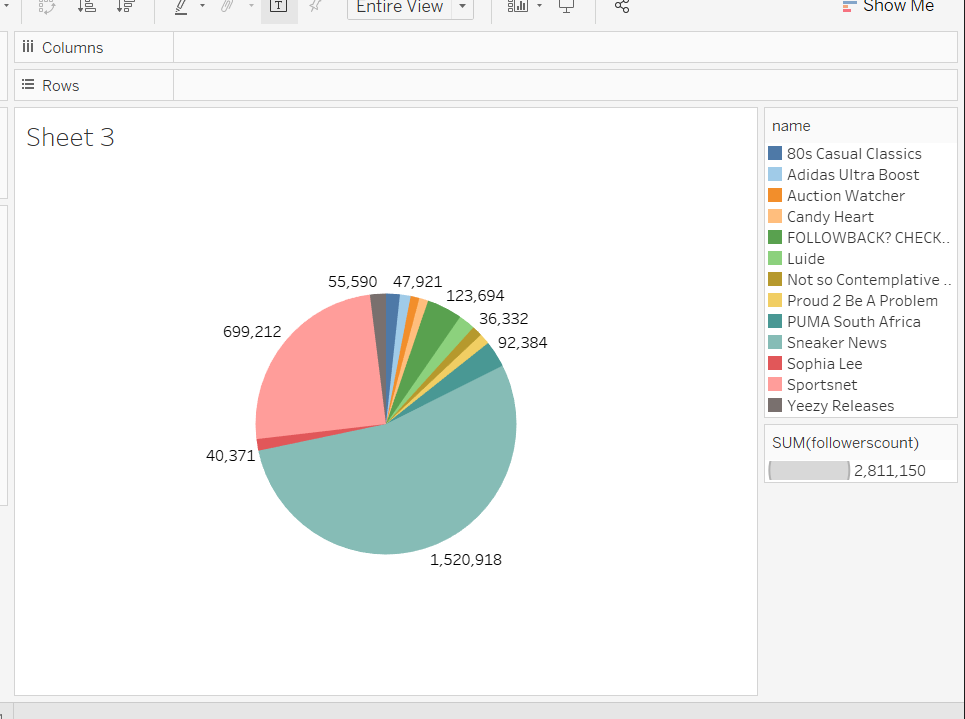 Entire View
Show Me
Columns
Rows
Sheet 3
55,590
47,921
123,694
36,332
92,384
699,212
40,371
1,520,918
name
80s Casual Classics
Adidas Ultra Boost
Auction Watcher
Candy Heart
FOLLOWBACK? CHECK..
Luide
Not so Contemplative ..
Proud 2 Be A Problem
PUMA South Africa
Sneaker News
Sophia Lee
Sportsnet
Yeezy Releases
SUM(followerscount)
2,811,150